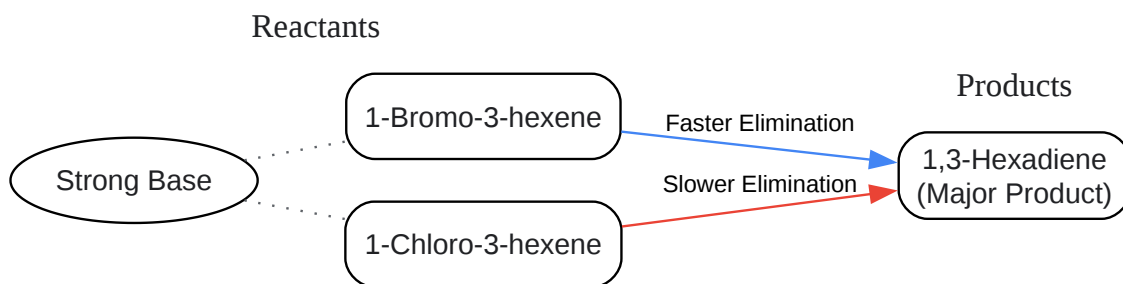 Reactants
Products
Strong Base
1-Bromo-3-hexene
1-Chloro-3-hexene
Faster Elimination
Slower Elimination
1,3-Hexadiene
(Major Product)